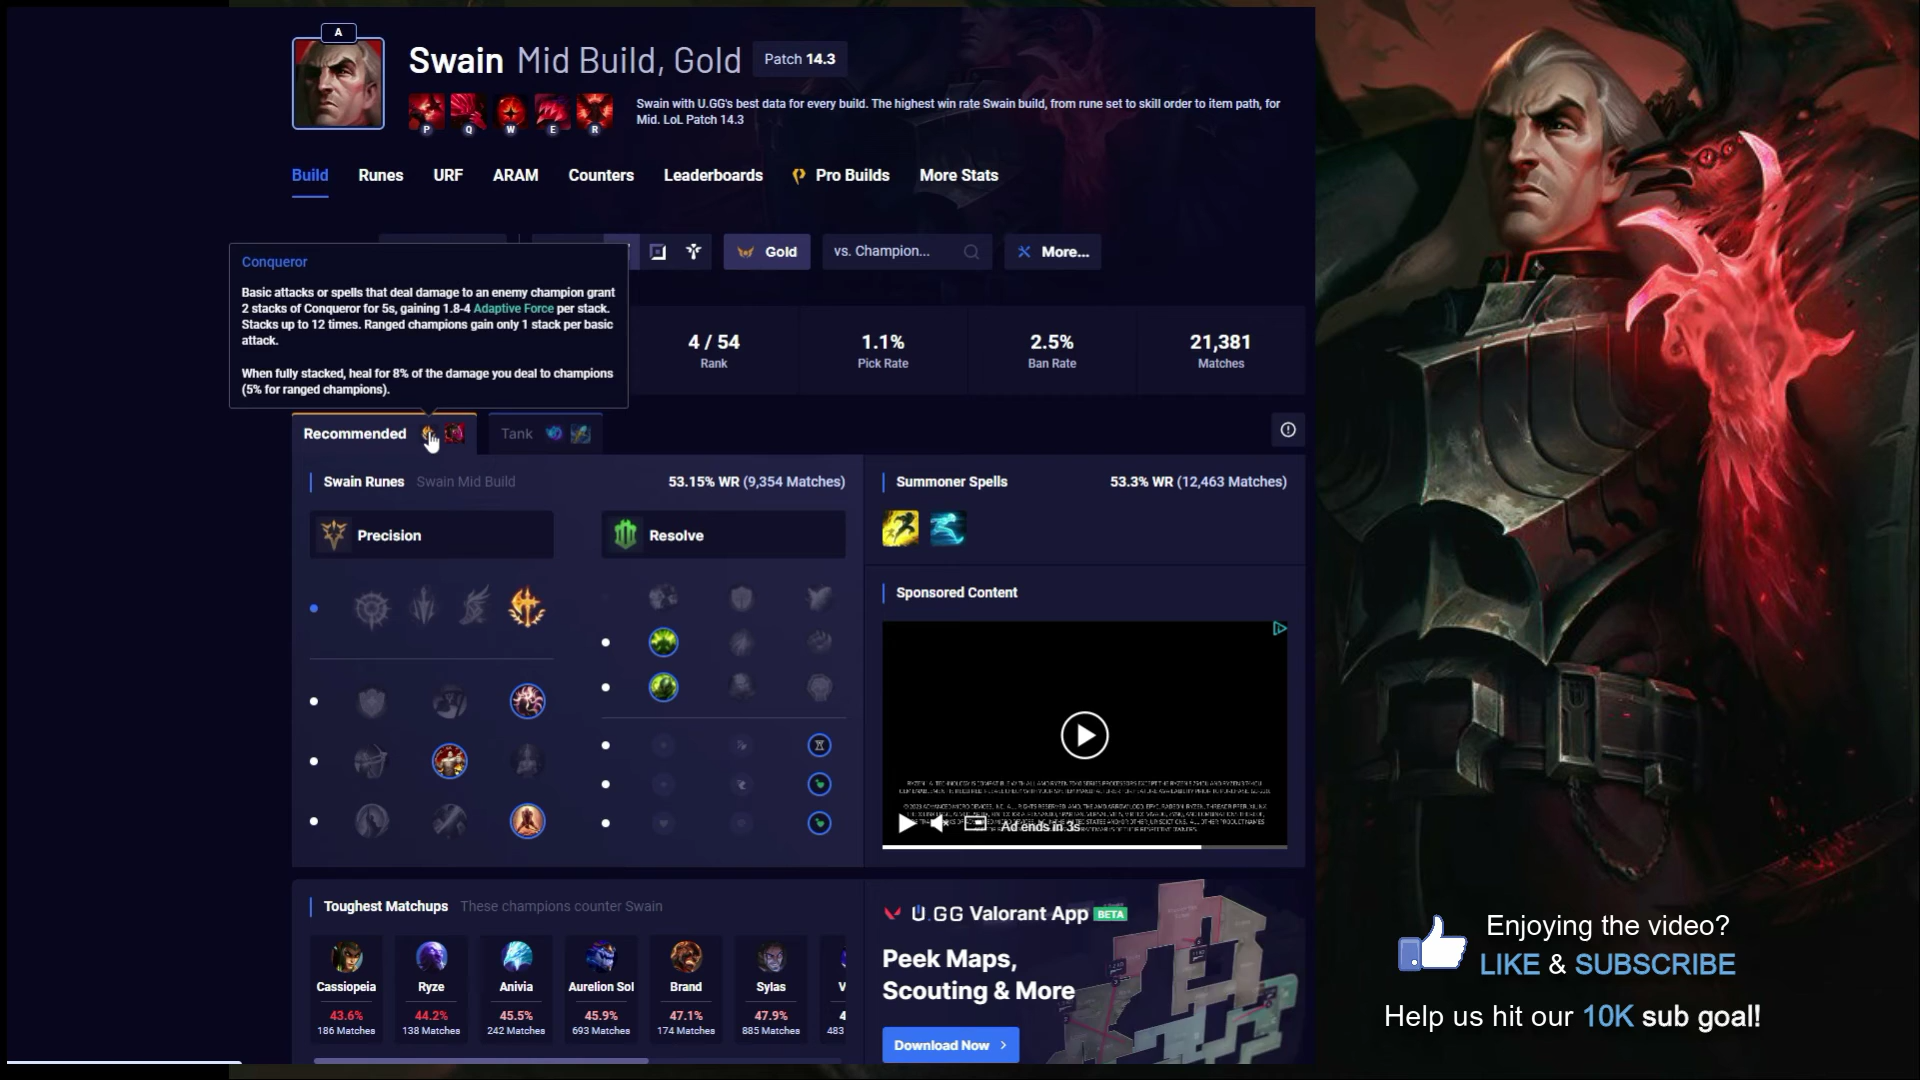 A
Swain Mid Build, Gold
Patch 14.3
P Q W E R
Swain with U.GG's best data for every build. The highest win rate Swain build, from rune set to skill order to item path, for
Mid. LoL Patch 14.3
Build Runes URF ARAM Counters Leaderboards Pro Builds More Stats
Gold
vs. Champion...
More...
Conqueror
Basic attacks or spells that deal damage to an enemy champion grant
2 stacks of Conqueror for 5s, gaining 1.8-4 Adaptive Force per stack.
Stacks up to 12 times. Ranged champions gain only 1 stack per basic
attack.
When fully stacked, heal for 8% of the damage you deal to champions
(5% for ranged champions).
4 / 54
Rank
1.1%
Pick Rate
2.5%
Ban Rate
21,381
Matches
Recommended
Tank
Swain Runes Swain Mid Build 53.15% WR (9,354 Matches)
Summoner Spells 53.3% WR (12,463 Matches)
Precision
Resolve
Sponsored Content
Ad ends in 3s
Toughest Matchups These champions counter Swain
Cassiopeia
43.6%
186 Matches
Ryze
44.2%
138 Matches
Anivia
45.5%
242 Matches
Aurelion Sol
45.9%
693 Matches
Brand
47.1%
174 Matches
Sylas
47.9%
885 Matches
V
4
483
U.GG Valorant App BETA
Peek Maps,
Scouting & More
Download Now
Enjoying the video?
LIKE & SUBSCRIBE
Help us hit our 10K sub goal!